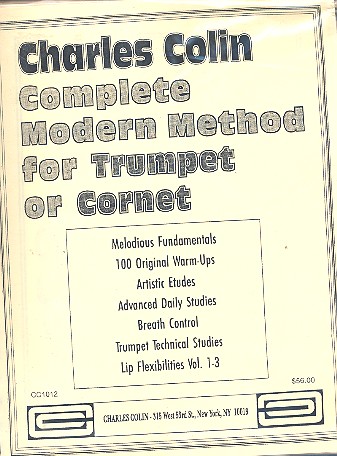 Charles Colin
Complete
Modern Method
for Trumpet
or Cornet
Melodious Fundamentals
100 Original Warm-Ups
Artistic Etudes
Advanced Daily Studies
Breath Control
Trumpet Technical Studies
Lip Flexibilities Vol. 1-3
CC1012
$56.00
CHARLES COLIN - 315 West 53rd St., New York, NY 10019